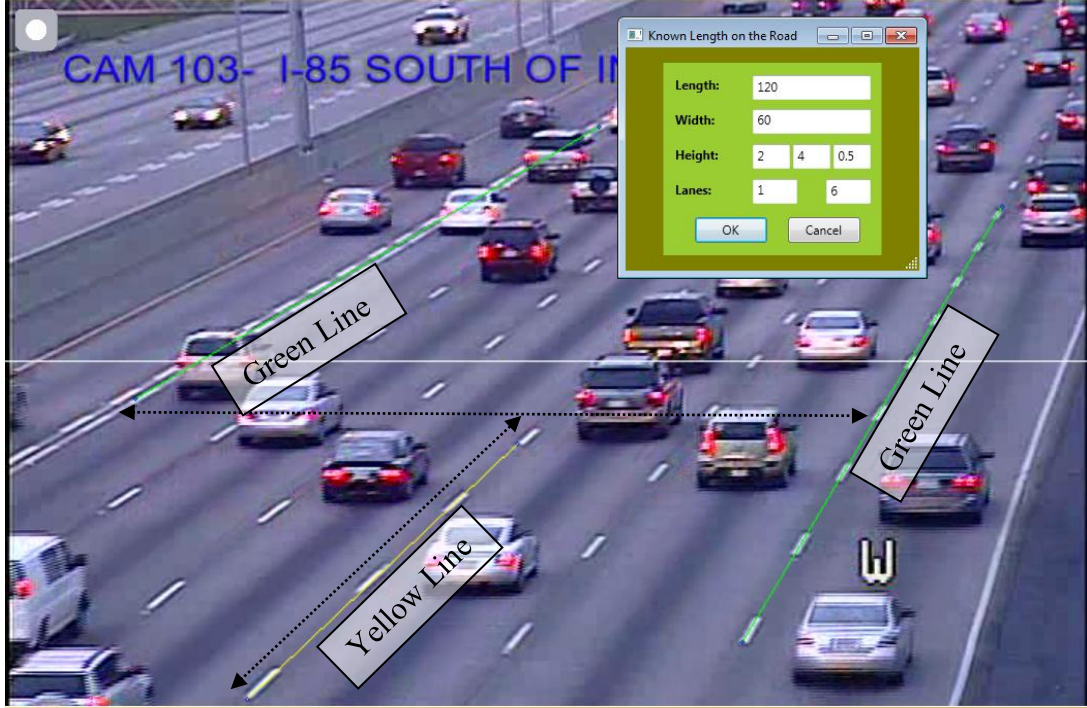 CAM 103- I-85 SOUTH OF I
Known Length on the Road
Length:
120
Width:
60
Height:
2 4 0.5
Lanes:
1 6
OK Cancel
Green Line
Green Line
Yellow Line
W